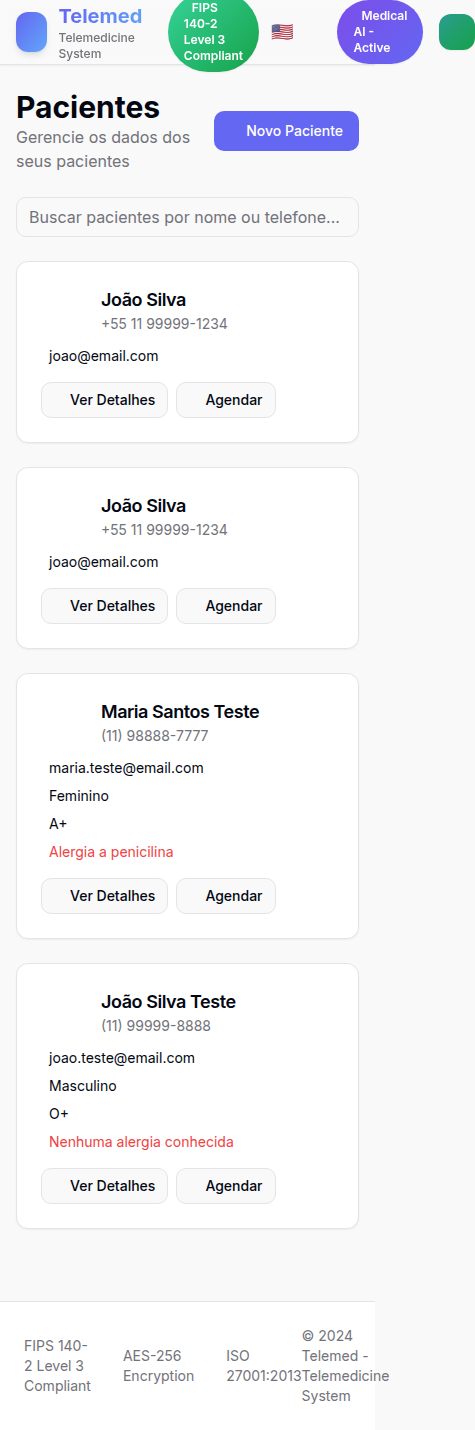 Telemed
Telemedicine
System
FIPS
140-2
Level 3
Compliant
🇺🇸
Medical
AI -
Active
Pacientes
Gerencie os dados dos
seus pacientes
Novo Paciente
Buscar pacientes por nome ou telefone...
João Silva
+55 11 99999-1234
joao@email.com
Ver Detalhes Agendar
João Silva
+55 11 99999-1234
joao@email.com
Ver Detalhes Agendar
Maria Santos Teste
(11) 98888-7777
maria.teste@email.com
Feminino
A+
Alergia a penicilina
Ver Detalhes Agendar
João Silva Teste
(11) 99999-8888
joao.teste@email.com
Masculino
O+
Nenhuma alergia conhecida
Ver Detalhes Agendar
FIPS 140-
2 Level 3
Compliant
AES-256
Encryption
ISO
27001:2013
© 2024
Telemed -
Telemedicine
System